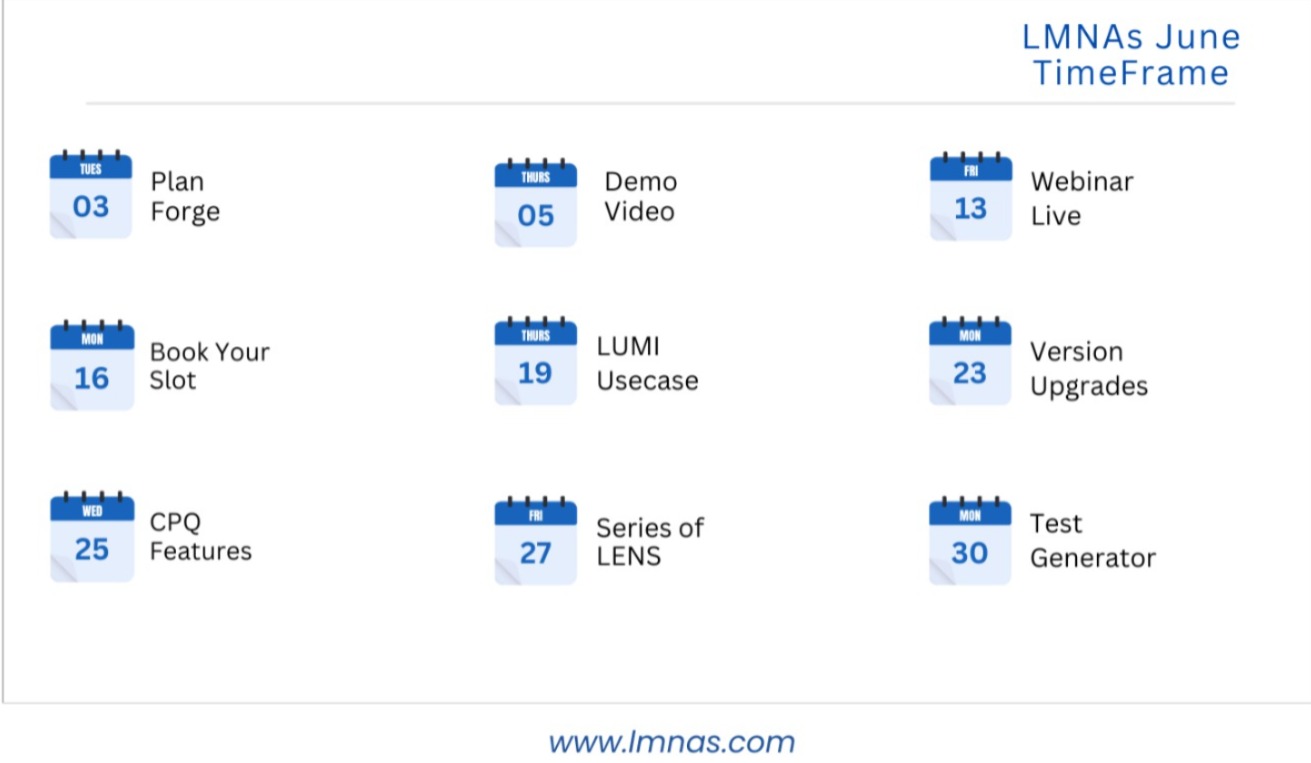 LMNAs June
TimeFrame
TUES
03
Plan
Forge
THURS
05
Demo
Video
FRI
13
Webinar
Live
MON
16
Book Your
Slot
THURS
19
LUMI
Usecase
MON
23
Version
Upgrades
WED
25
CPQ
Features
FRI
27
Series of
LENS
MON
30
Test
Generator
www.lmnas.com